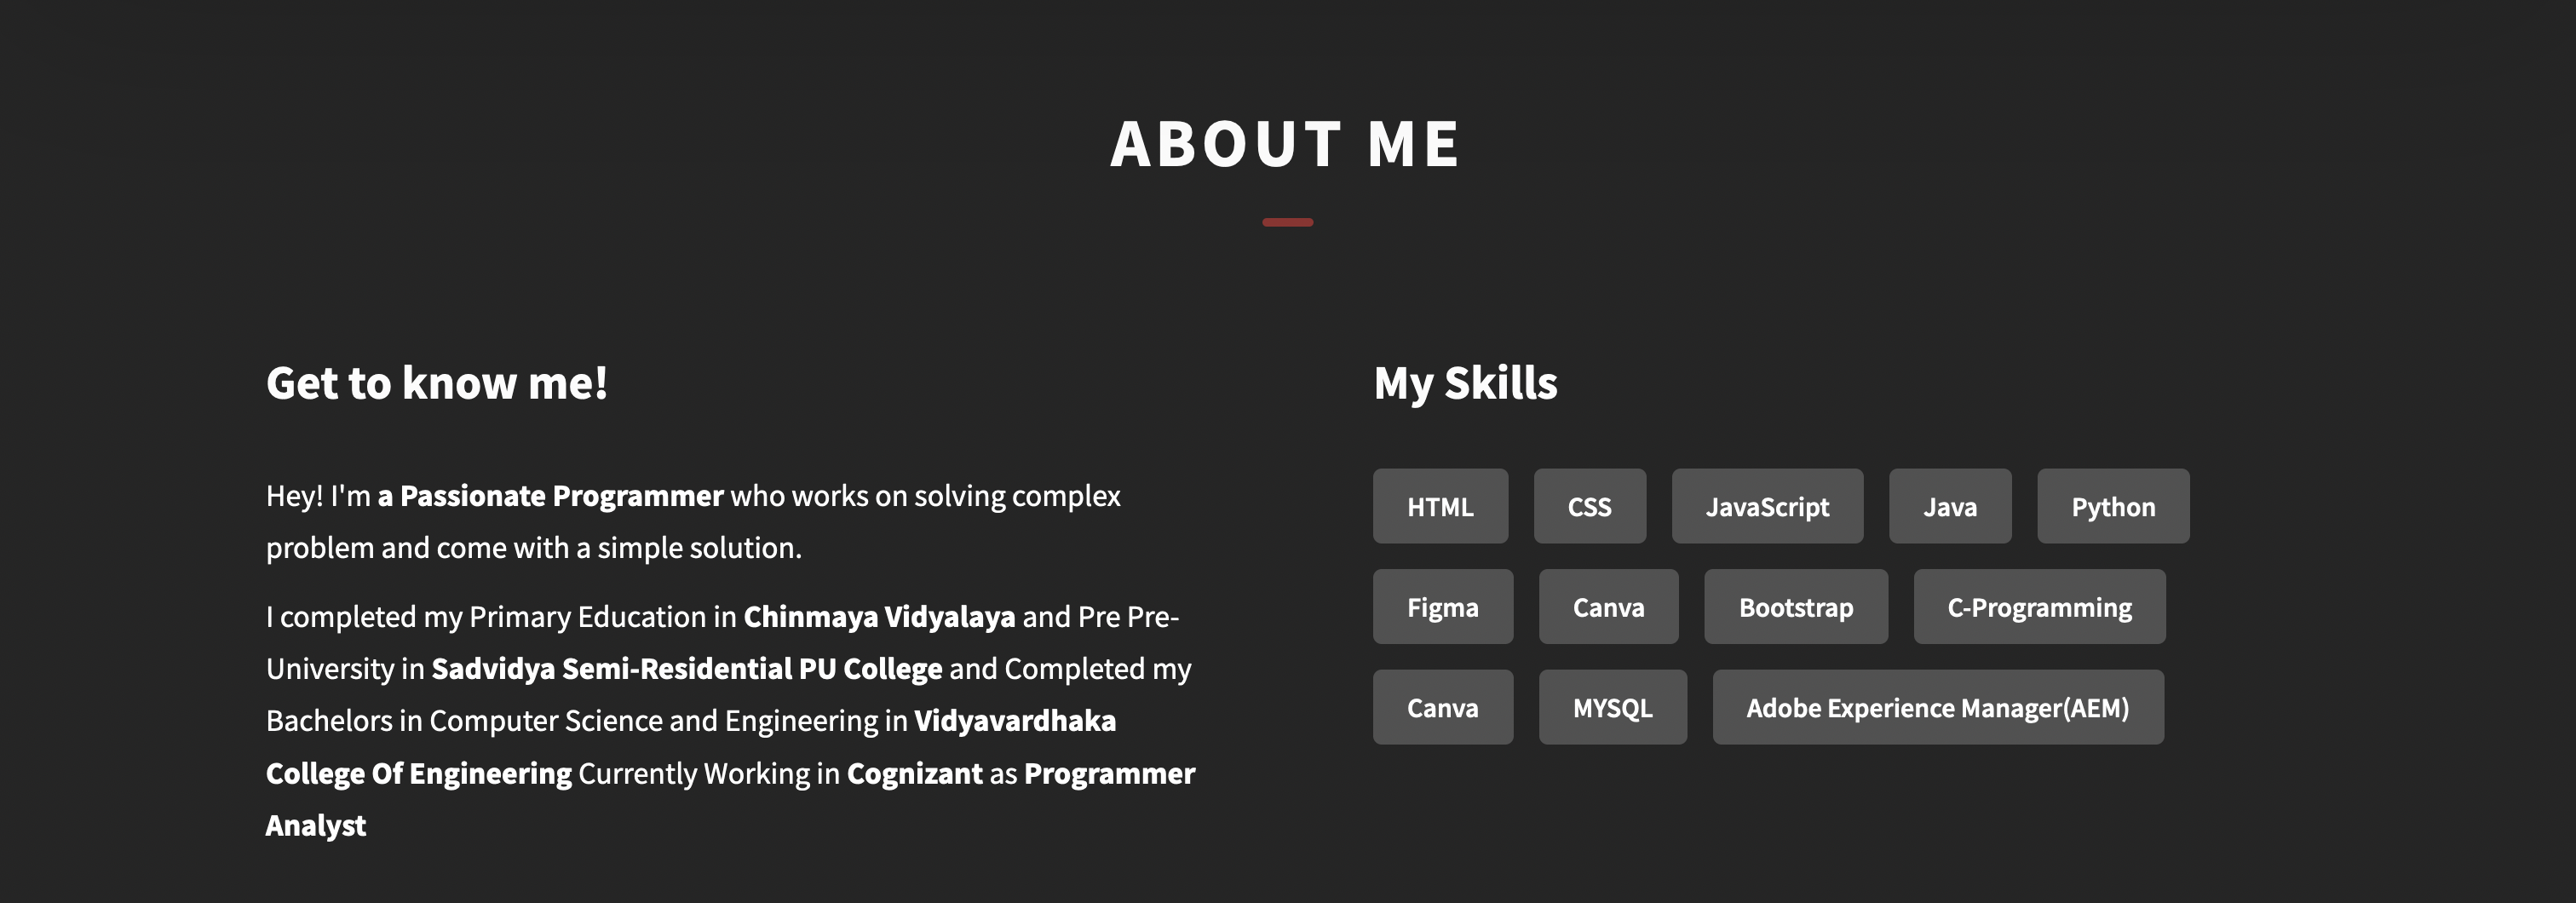 ABOUT ME
Get to know me!
Hey! I'm a Passionate Programmer who works on solving complex
problem and come with a simple solution.
I completed my Primary Education in Chinmaya Vidyalaya and Pre Pre-
University in Sadvidya Semi-Residential PU College and Completed my
Bachelors in Computer Science and Engineering in Vidyavardhaka
College Of Engineering Currently Working in Cognizant as Programmer
Analyst
My Skills
HTML CSS JavaScript Java Python
Figma Canva Bootstrap C-Programming
Canva MYSQL Adobe Experience Manager(AEM)